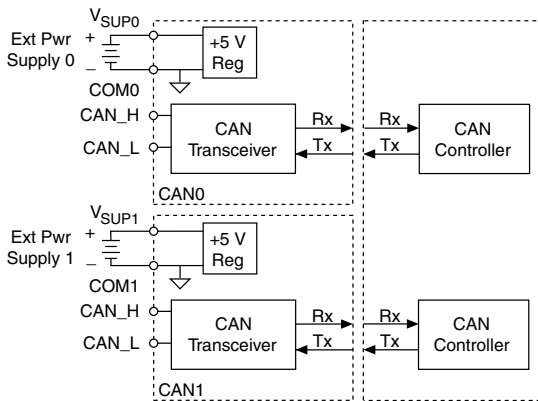 VSUP0
Ext Pwr
Supply 0
+
–
+5 V
Reg
COM0
CAN_H
CAN_L
CAN
Transceiver
Rx
Tx
Rx
Tx
CAN
Controller
CAN0
VSUP1
Ext Pwr
Supply 1
+
–
+5 V
Reg
COM1
CAN_H
CAN_L
CAN
Transceiver
Rx
Tx
Rx
Tx
CAN
Controller
CAN1